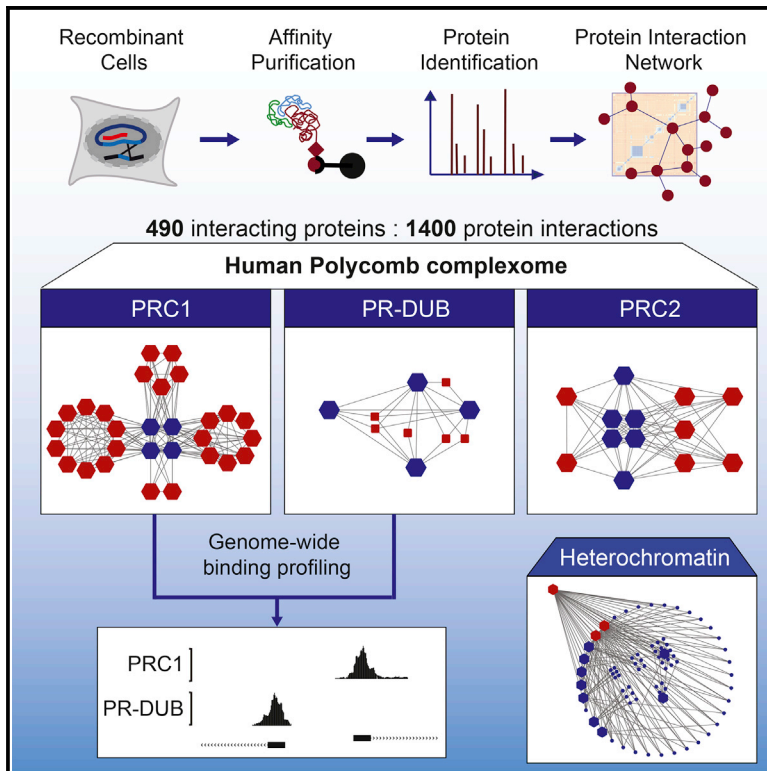 Recombinant
Cells
Affinity
Purification
Protein
Identification
Protein Interaction
Network
490 interacting proteins : 1400 protein interactions
Human Polycomb complexome
PRC1
PR-DUB
PRC2
Genome-wide
binding profiling
Heterochromatin
PRC1
PR-DUB